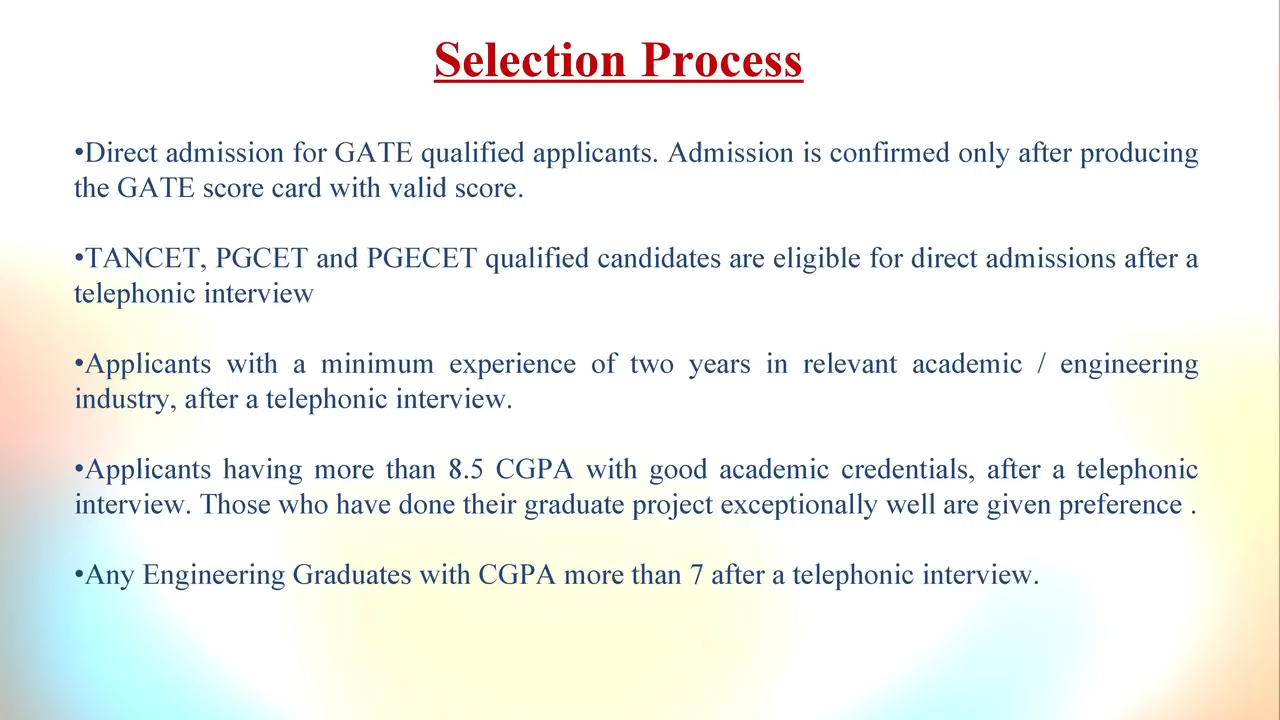 Selection Process
•Direct admission for GATE qualified applicants. Admission is confirmed only after producing
the GATE score card with valid score.
•TANCET, PGCET and PGECET qualified candidates are eligible for direct admissions after a
telephonic interview
•Applicants with a minimum experience of two years in relevant academic / engineering
industry, after a telephonic interview.
•Applicants having more than 8.5 CGPA with good academic credentials, after a telephonic
interview. Those who have done their graduate project exceptionally well are given preference .
•Any Engineering Graduates with CGPA more than 7 after a telephonic interview.